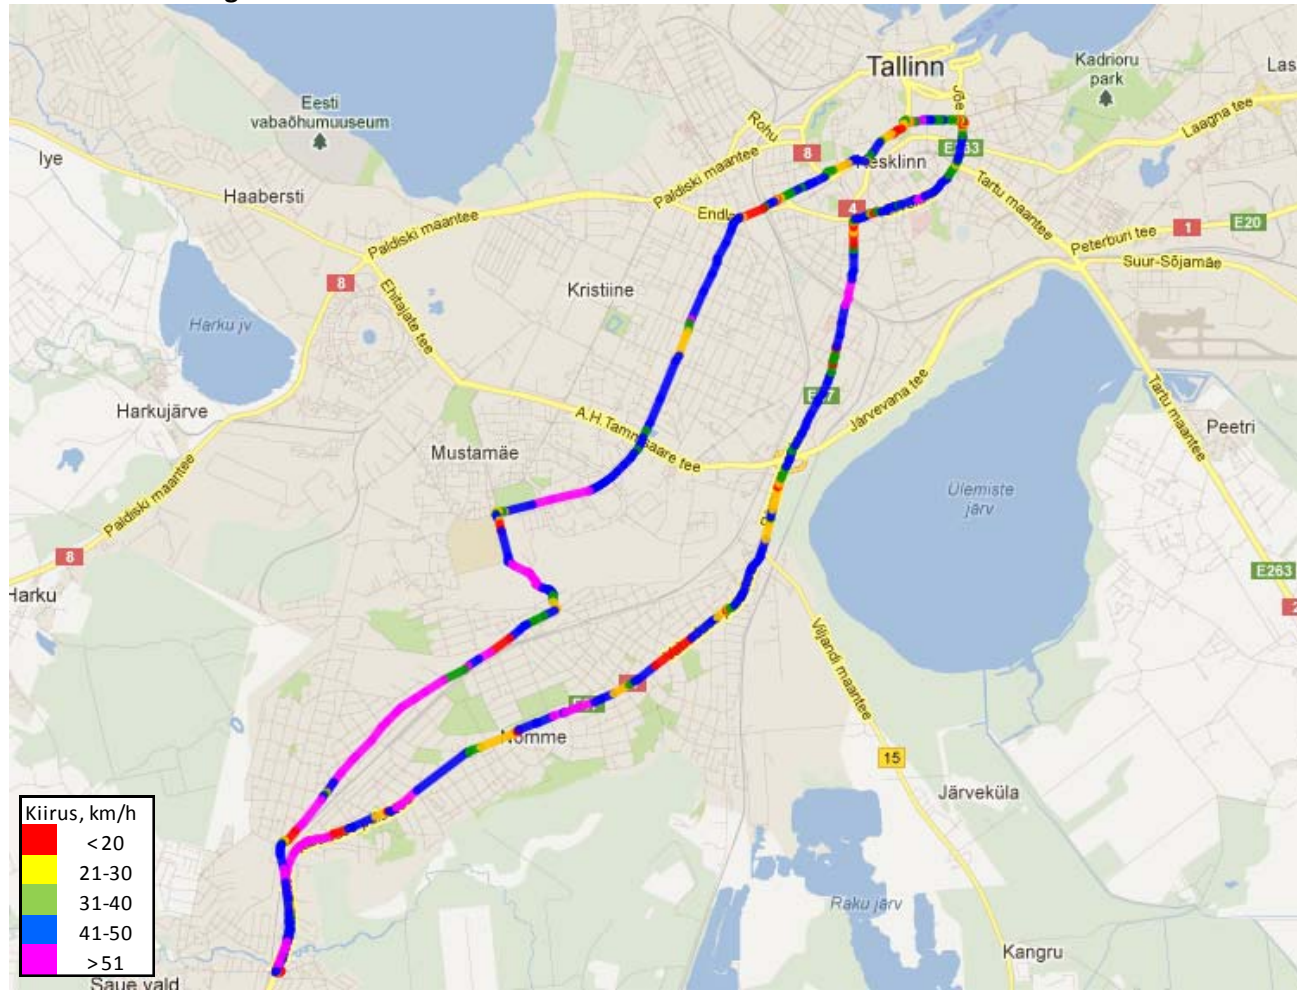 Tallinn
Kadrioru
park
Las
Jõe
Eesti
vabaõhumuuseum
Rohu
Laagna tee
Iye
8
E263
Kesklinn
Haabersti
Paldiski maantee
Tartu maantee
Endla
4
1
E20
Paldiski maantee
Peterburi tee
Suur-Sõjamäe
8
Kristiine
Ehitajate tee
Harku jv
Harkujärve
A.H.Tammsaare tee
Järvevana tee
Tartu maantee
Peetri
Mustamäe
Paldiski maantee
Ülemiste
järv
8
E263
Harku
2
Viljandi maantee
Nõmme
15
Järveküla
Kiirus, km/h
<20
21-30
31-40
41-50
>51
Raku järv
Kangru
Saue vald